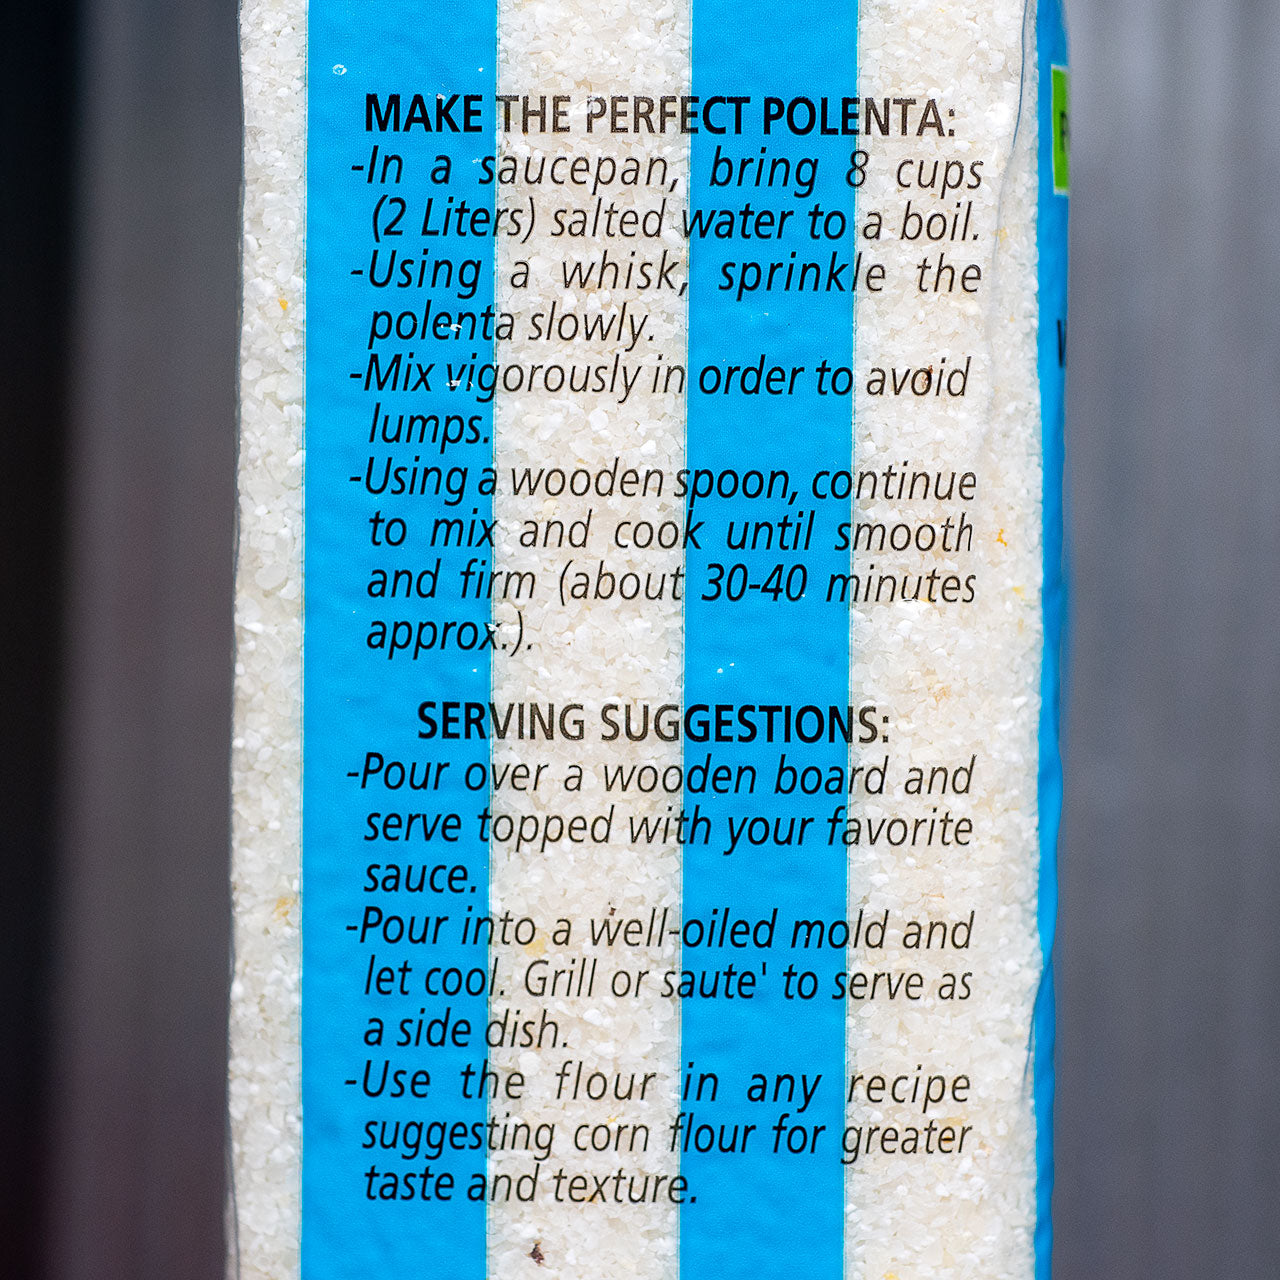 MAKE THE PERFECT POLENTA:
-In a saucepan, bring 8 cups
(2 Liters) salted water to a boil.
-Using a whisk, sprinkle the
polenta slowly.
-Mix vigorously in order to avoid
lumps.
-Using a wooden spoon, continue
to mix and cook until smooth
and firm (about 30-40 minutes
approx.).
SERVING SUGGESTIONS:
-Pour over a wooden board and
serve topped with your favorite
sauce.
-Pour into a well-oiled mold and
let cool. Grill or saute' to serve as
a side dish.
-Use the flour in any recipe
suggesting corn flour for greater
taste and texture.